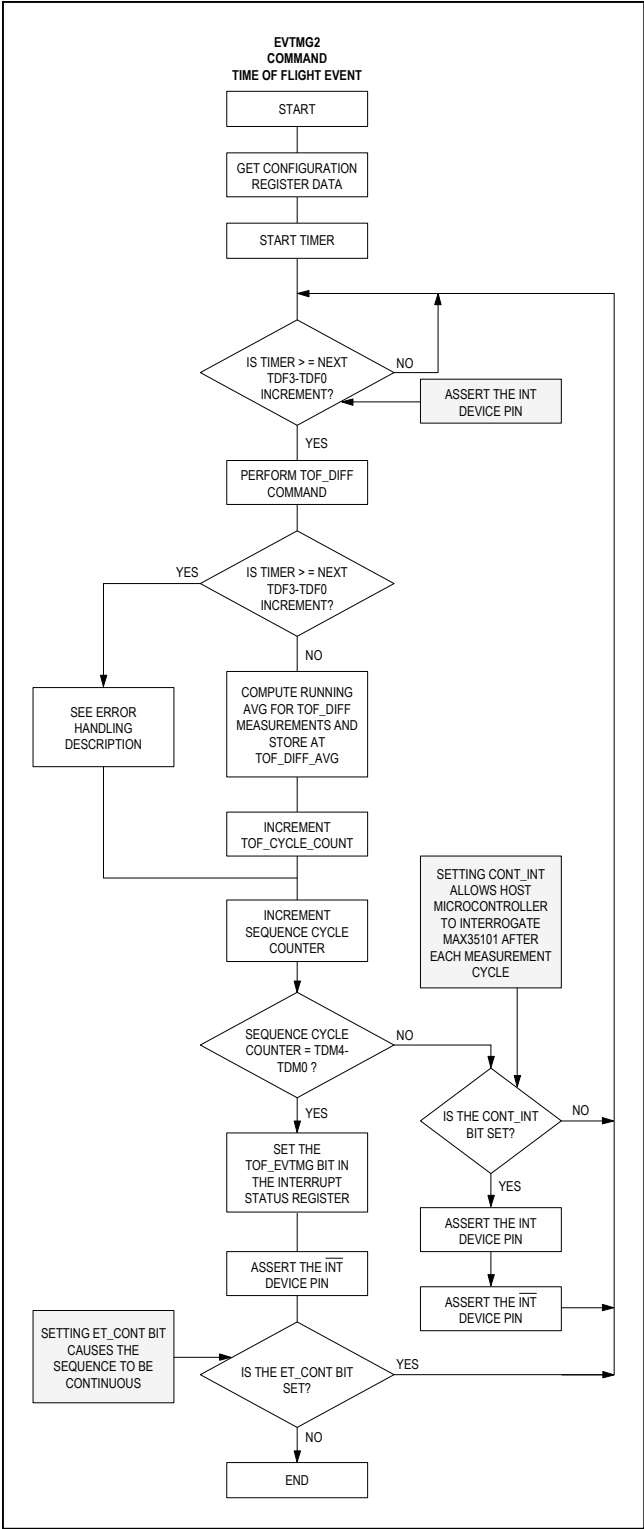 EVTMG2
COMMAND
TIME OF FLIGHT EVENT
START
GET CONFIGURATION
REGISTER DATA
START TIMER
IS TIMER > = NEXT
TDF3-TDF0
INCREMENT?
NO
ASSERT THE INT
DEVICE PIN
YES
PERFORM TOF_DIFF
COMMAND
YES
IS TIMER > = NEXT
TDF3-TDF0
INCREMENT?
NO
SEE ERROR
HANDLING
DESCRIPTION
COMPUTE RUNNING
AVG FOR TOF_DIFF
MEASUREMENTS AND
STORE AT
TOF_DIFF_AVG
INCREMENT
TOF_CYCLE_COUNT
SETTING CONT_INT
ALLOWS HOST
MICROCONTROLLER
TO INTERROGATE
MAX35101 AFTER
EACH MEASUREMENT
CYCLE
INCREMENT
SEQUENCE CYCLE
COUNTER
SEQUENCE CYCLE
COUNTER = TDM4-
TDM0 ?
NO
YES
IS THE CONT_INT
BIT SET?
NO
YES
SET THE
TOF_EVTMG BIT IN
THE INTERRUPT
STATUS REGISTER
ASSERT THE INT
DEVICE PIN
ASSERT THE I̅N̅T̅
DEVICE PIN
ASSERT THE I̅N̅T̅
DEVICE PIN
SETTING ET_CONT BIT
CAUSES THE
SEQUENCE TO BE
CONTINUOUS
IS THE ET_CONT BIT
SET?
YES
NO
END